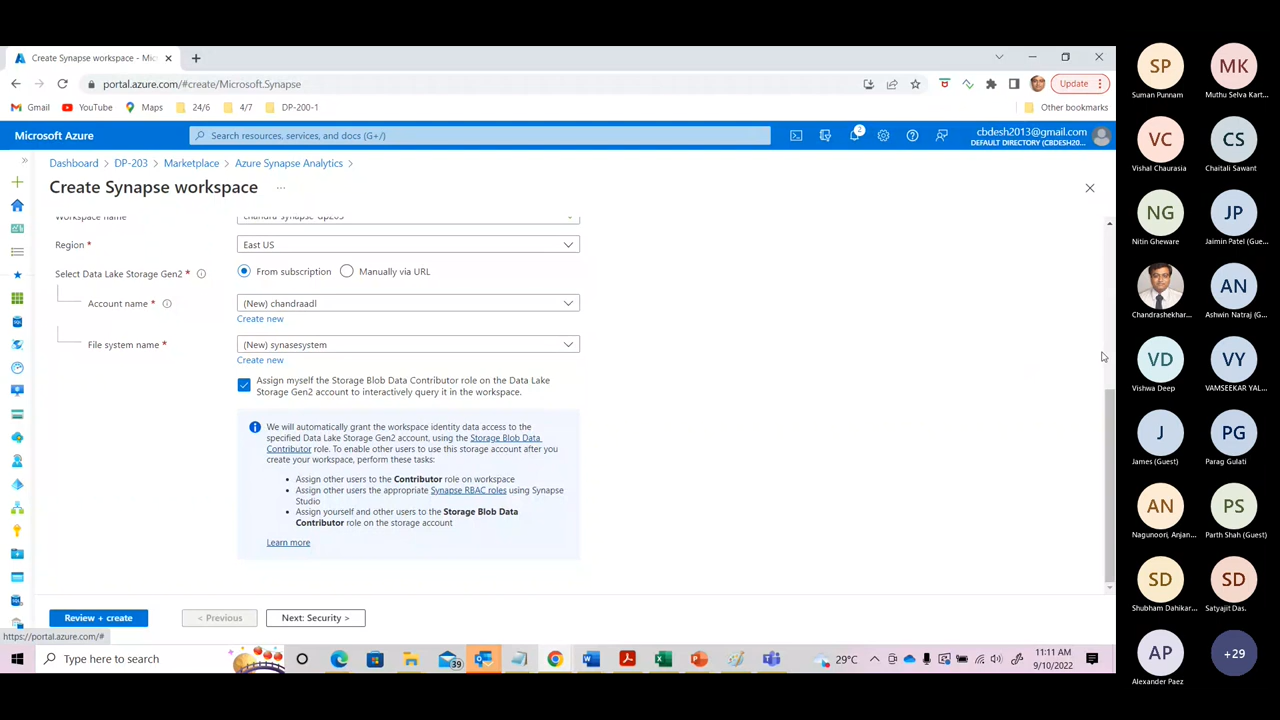 Create Synapse workspace - Mic
portal.azure.com/#create/Microsoft.Synapse
Update
Gmail
YouTube
Maps
24/6
4/7
DP-200-1
Other bookmarks
Microsoft Azure
Search resources, services, and docs (G+/)
2
cbdesh2013@gmail.com
DEFAULT DIRECTORY (CBDESH20...
Dashboard > DP-203 > Marketplace > Azure Synapse Analytics >
Create Synapse workspace ...
Workspace name
chandra-synapse-dp203
Region *
East US
Select Data Lake Storage Gen2 *
From subscription
Manually via URL
Account name *
(New) chandraadl
Create new
File system name *
(New) synasesystem
Create new
Assign myself the Storage Blob Data Contributor role on the Data Lake
Storage Gen2 account to interactively query it in the workspace.
We will automatically grant the workspace identity data access to the
specified Data Lake Storage Gen2 account, using the Storage Blob Data
Contributor role. To enable other users to use this storage account after you
create your workspace, perform these tasks:
• Assign other users to the Contributor role on workspace
• Assign other users the appropriate Synapse RBAC roles using Synapse
Studio
• Assign yourself and other users to the Storage Blob Data
Contributor role on the storage account
Learn more
Review + create
< Previous
Next: Security >
https://portal.azure.com/#
Type here to search
39
29°C
11:11 AM
9/10/2022
SP
Suman Punnam
MK
Muthu Selva Kart...
VC
Vishal Chaurasia
CS
Chaitali Sawant
NG
Nitin Gheware
JP
Jaimin Patel (Gue...
Chandrashekhar...
AN
Ashwin Natraj (G...
VD
Vishwa Deep
VY
VAMSEEKAR YAL...
J
James (Guest)
PG
Parag Gulati
AN
Nagunoori, Anjan...
PS
Parth Shah (Guest)
SD
Shubham Dahikar...
SD
Satyajit Das.
AP
Alexander Paez
+29